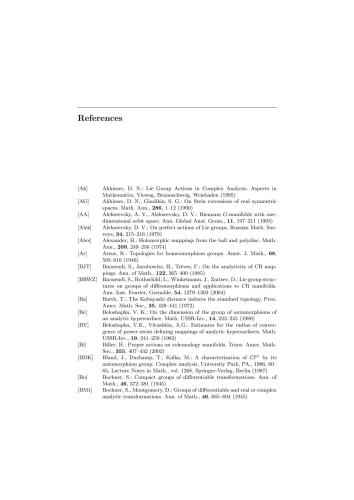 References
[Ak] Akhiezer, D. N.: Lie Group Actions in Complex Analysis. Aspects in
Mathematics, Vieweg, Braunschweig, Weisbaden (1995)
[AG] Akhiezer, D. N., Gindikin, S. G.: On Stein extensions of real symmetric
spaces. Math. Ann., 286, 1–12 (1990)
[AA] Alekseevsky, A. V., Alekseevsky, D. V.: Riemann G-manifolds with one-
dimensional orbit space. Ann. Global Anal. Geom., 11, 197–211 (1993)
[Alek] Alekseevsky, D. V.: On perfect actions of Lie groups. Russian Math. Sur-
veys, 34, 215–216 (1979)
[Alex] Alexander, H.: Holomorphic mappings from the ball and polydisc. Math.
Ann., 209, 249–256 (1974)
[Ar] Arens, R.: Topologies for homeomorphism groups. Amer. J. Math., 68,
593–610 (1946)
[BJT] Baouendi, S., Jacobowitz, H., Trèves, F.: On the analyticity of CR map-
pings. Ann. of Math., 122, 365–400 (1985)
[BRWZ] Baouendi, S., Rothschild, L., Winkelmann, J., Zaitsev, D.: Lie group struc-
tures on groups of diffeomorphisms and applications to CR manifolds.
Ann. Inst. Fourier, Grenoble, 54, 1279–1303 (2004)
[Ba] Barth, T.: The Kobayashi distance induces the standard topology. Proc.
Amer. Math. Soc., 35, 439–441 (1972)
[Be] Beloshapka, V. K.: On the dimension of the group of automorphisms of
an analytic hypersurface. Math. USSR-Izv., 14, 223–245 (1980)
[BV] Beloshapka, V.K., Vitushkin, A.G.: Estimates for the radius of conver-
gence of power series defining mappings of analytic hypersurfaces. Math.
USSR-Izv., 19, 241–259 (1982)
[Bi] Biller, H.: Proper actions on cohomology manifolds. Trans. Amer. Math.
Soc., 355, 407–432 (2002)
[BDK] Bland, J., Duchamp, T., Kalka, M.: A characterization of CPⁿ by its
automorphism group. Complex analysis. University Park, PA., 1986, 60–
65, Lecture Notes in Math., vol. 1268, Springer-Verlag, Berlin (1987)
[Bo] Bochner, S.: Compact groups of differentiable transformations. Ann. of
Math., 46, 372–381 (1945)
[BM1] Bochner, S., Montgomery, D.: Groups of differentiable and real or complex
analytic transformations. Ann. of Math., 46, 685–694 (1945)